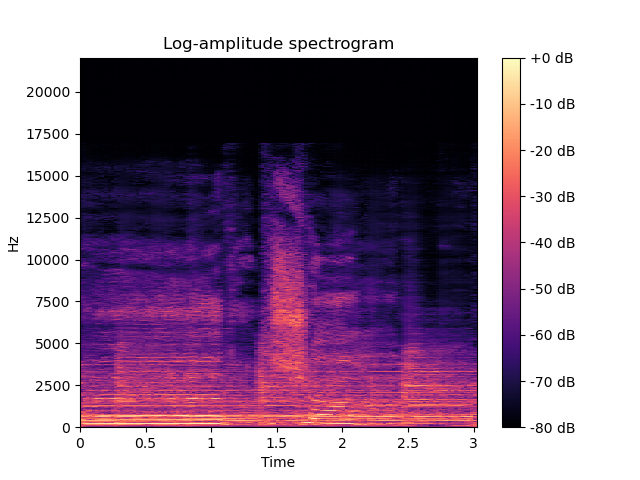 Log-amplitude spectrogram
Hz
20000
17500
15000
12500
10000
7500
5000
2500
0
0 0.5 1 1.5 2 2.5 3
Time
+0 dB
-10 dB
-20 dB
-30 dB
-40 dB
-50 dB
-60 dB
-70 dB
-80 dB